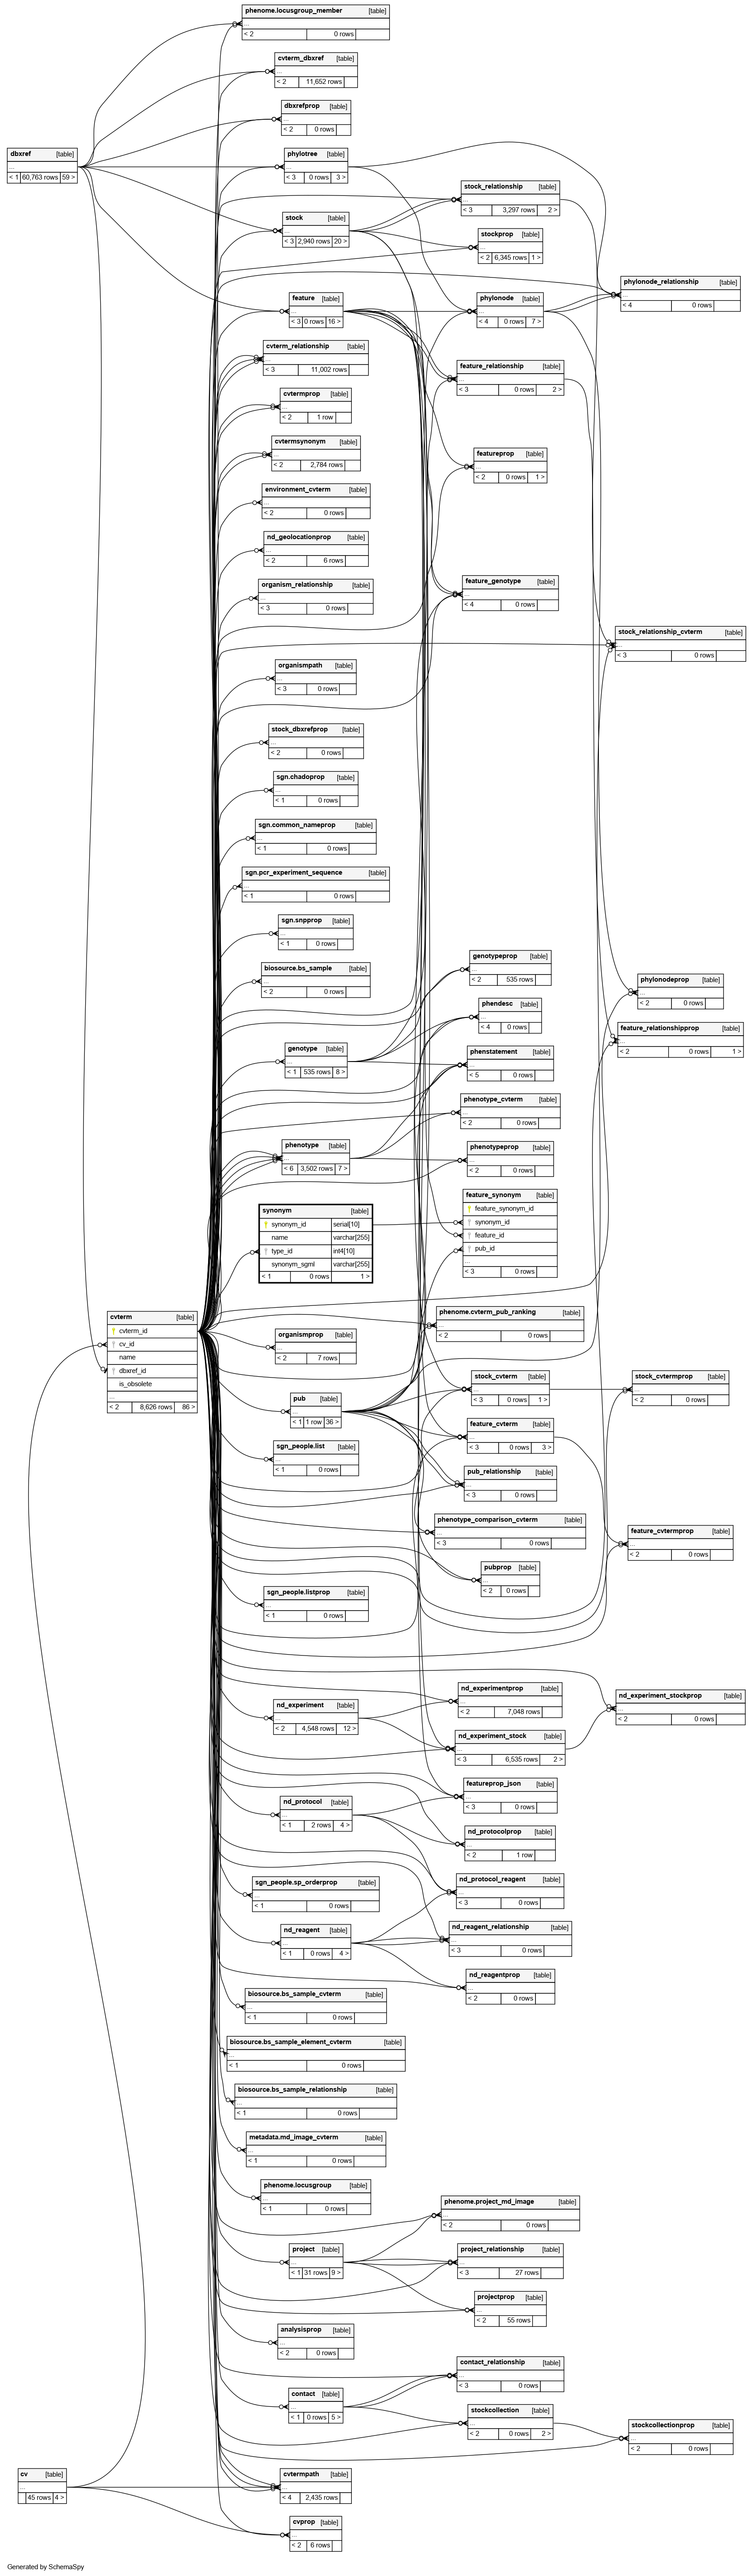 phenome.locusgroup_member [table]
...
< 2 0 rows
cvterm_dbxref [table]
...
< 2 11,652 rows
dbxrefprop [table]
...
< 2 0 rows
dbxref [table]
...
< 1 60,763 rows 59 >
phylotree [table]
...
< 3 0 rows 3 >
stock_relationship [table]
...
< 3 3,297 rows 2 >
stock [table]
...
< 3 2,940 rows 20 >
stockprop [table]
...
< 2 6,345 rows 1 >
phylonode_relationship [table]
...
< 4 0 rows
feature [table]
...
< 3 0 rows 16 >
phylonode [table]
...
< 4 0 rows 7 >
cvterm_relationship [table]
...
< 3 11,002 rows
feature_relationship [table]
...
< 3 0 rows 2 >
cvtermprop [table]
...
< 2 1 row
cvtermsynonym [table]
...
< 2 2,784 rows
featureprop [table]
...
< 2 0 rows 1 >
environment_cvterm [table]
...
< 2 0 rows
nd_geolocationprop [table]
...
< 2 6 rows
organism_relationship [table]
...
< 3 0 rows
feature_genotype [table]
...
< 4 0 rows
stock_relationship_cvterm [table]
...
< 3 0 rows
organismpath [table]
...
< 3 0 rows
stock_dbxrefprop [table]
...
< 2 0 rows
sgn.chadoprop [table]
...
< 1 0 rows
sgn.common_nameprop [table]
...
< 1 0 rows
sgn.pcr_experiment_sequence [table]
...
< 1 0 rows
sgn.snpprop [table]
...
< 1 0 rows
biosource.bs_sample [table]
...
< 2 0 rows
genotypeprop [table]
...
< 2 535 rows
phylonodeprop [table]
...
< 2 0 rows
phendesc [table]
...
< 4 0 rows
feature_relationshipprop [table]
...
< 2 0 rows 1 >
genotype [table]
...
< 1 535 rows 8 >
phenstatement [table]
...
< 5 0 rows
phenotype_cvterm [table]
...
< 2 0 rows
phenotype [table]
...
< 6 3,502 rows 7 >
phenotypeprop [table]
...
< 2 0 rows
synonym [table]
synonym_id serial[10]
name varchar[255]
type_id int4[10]
synonym_sgml varchar[255]
< 1 0 rows 1 >
feature_synonym [table]
feature_synonym_id
synonym_id
feature_id
pub_id
...
< 3 0 rows
cvterm [table]
cvterm_id
cv_id
name
dbxref_id
is_obsolete
...
< 2 8,626 rows 86 >
phenome.cvterm_pub_ranking [table]
...
< 2 0 rows
organismprop [table]
...
< 2 7 rows
stock_cvterm [table]
...
< 3 0 rows 1 >
stock_cvtermprop [table]
...
< 2 0 rows
pub [table]
...
< 1 1 row 36 >
feature_cvterm [table]
...
< 3 0 rows 3 >
sgn_people.list [table]
...
< 1 0 rows
pub_relationship [table]
...
< 3 0 rows
phenotype_comparison_cvterm [table]
...
< 3 0 rows
feature_cvtermprop [table]
...
< 2 0 rows
pubprop [table]
...
< 2 0 rows
sgn_people.listprop [table]
...
< 1 0 rows
nd_experimentprop [table]
...
< 2 7,048 rows
nd_experiment_stockprop [table]
...
< 2 0 rows
nd_experiment [table]
...
< 2 4,548 rows 12 >
nd_experiment_stock [table]
...
< 3 6,535 rows 2 >
featureprop_json [table]
...
< 3 0 rows
nd_protocol [table]
...
< 1 2 rows 4 >
nd_protocolprop [table]
...
< 2 1 row
sgn_people.sp_orderprop [table]
...
< 1 0 rows
nd_protocol_reagent [table]
...
< 3 0 rows
nd_reagent [table]
...
< 1 0 rows 4 >
nd_reagent_relationship [table]
...
< 3 0 rows
nd_reagentprop [table]
...
< 2 0 rows
biosource.bs_sample_cvterm [table]
...
< 1 0 rows
biosource.bs_sample_element_cvterm [table]
...
< 1 0 rows
biosource.bs_sample_relationship [table]
...
< 1 0 rows
metadata.md_image_cvterm [table]
...
< 1 0 rows
phenome.locusgroup [table]
...
< 1 0 rows
phenome.project_md_image [table]
...
< 2 0 rows
project [table]
...
< 1 31 rows 9 >
project_relationship [table]
...
< 3 27 rows
projectprop [table]
...
< 2 55 rows
analysisprop [table]
...
< 2 0 rows
contact_relationship [table]
...
< 3 0 rows
contact [table]
...
< 1 0 rows 5 >
stockcollection [table]
...
< 2 0 rows 2 >
stockcollectionprop [table]
...
< 2 0 rows
cv [table]
...
45 rows 4 >
cvtermpath [table]
...
< 4 2,435 rows
cvprop [table]
...
< 2 6 rows
Generated by SchemaSpy